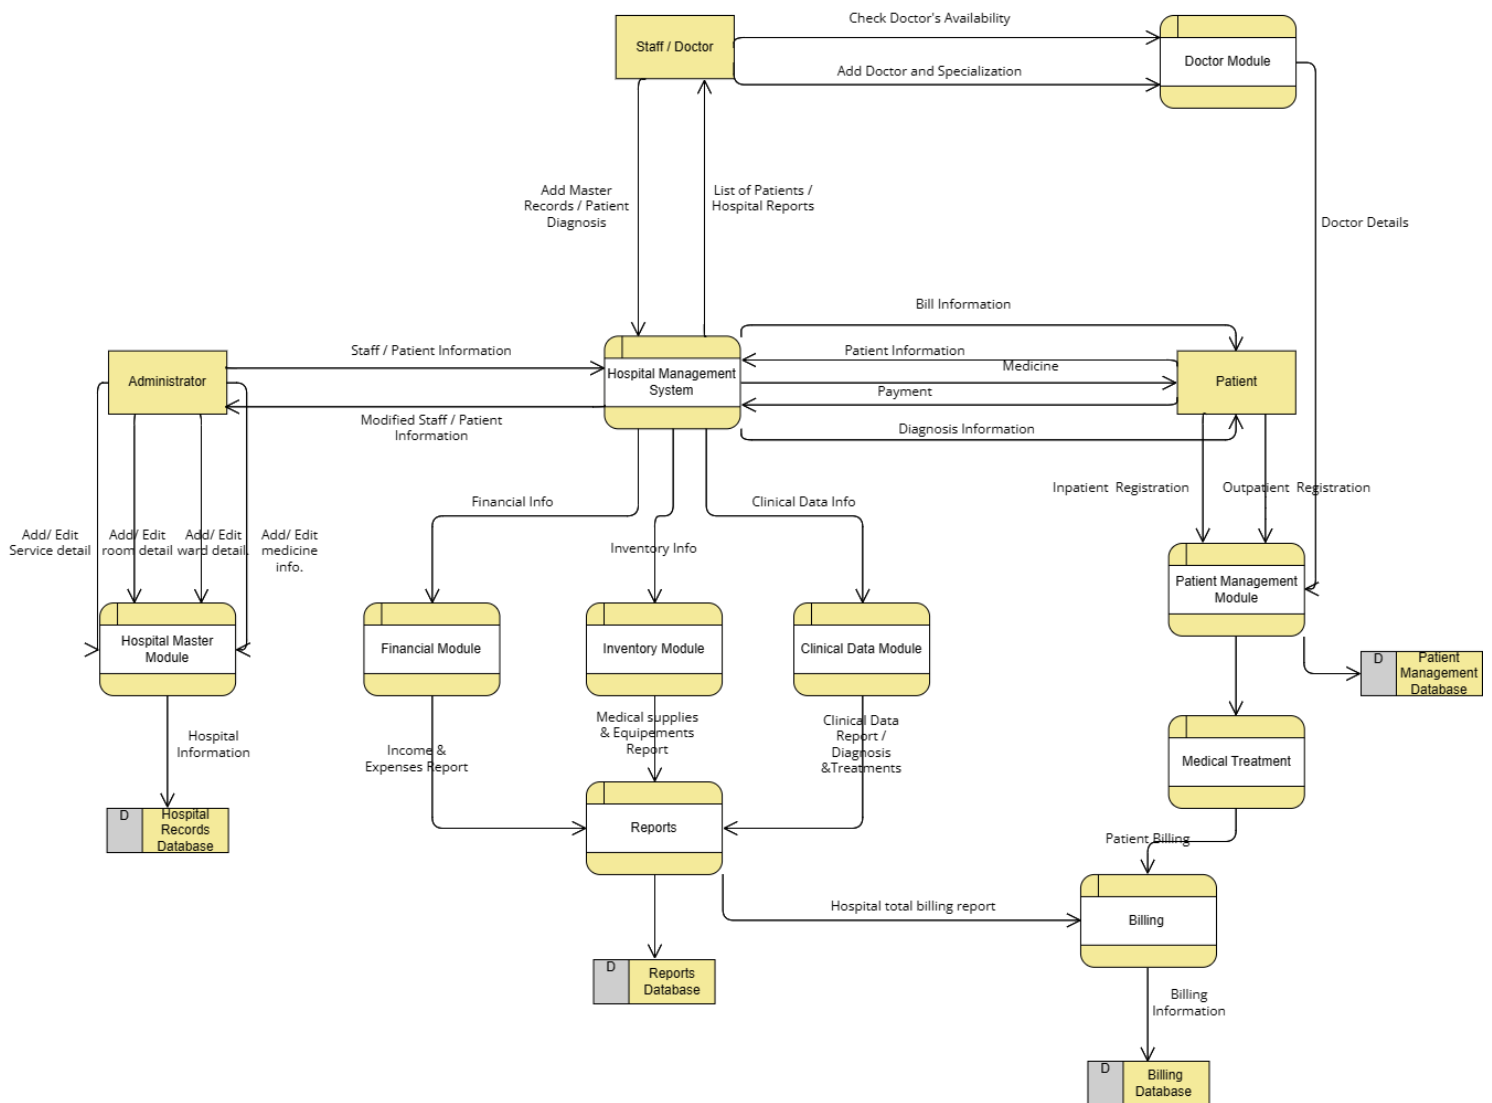 Check Doctor's Availability
Staff / Doctor
Doctor Module
Add Doctor and Specialization
Add Master
Records / Patient
Diagnosis
List of Patients /
Hospital Reports
Doctor Details
Bill Information
Staff / Patient Information
Patient Information
Medicine
Administrator
Hospital Management
System
Patient
Payment
Modified Staff / Patient
Information
Diagnosis Information
Inpatient Registration
Outpatient Registration
Financial Info
Clinical Data Info
Add/ Edit
Service detail
Add/ Edit
room detail
Add/ Edit
ward detail.
Add/ Edit
medicine
info.
Inventory Info
Patient Management
Module
Hospital Master
Module
Financial Module
Inventory Module
Clinical Data Module
D
Patient
Management
Database
Hospital
Information
Income &
Expenses Report
Medical supplies
& Equipements
Report
Clinical Data
Report /
Diagnosis
&Treatments
Medical Treatment
D
Hospital
Records
Database
Reports
Patient Billing
Hospital total billing report
Billing
D
Reports
Database
Billing
Information
D
Billing
Database